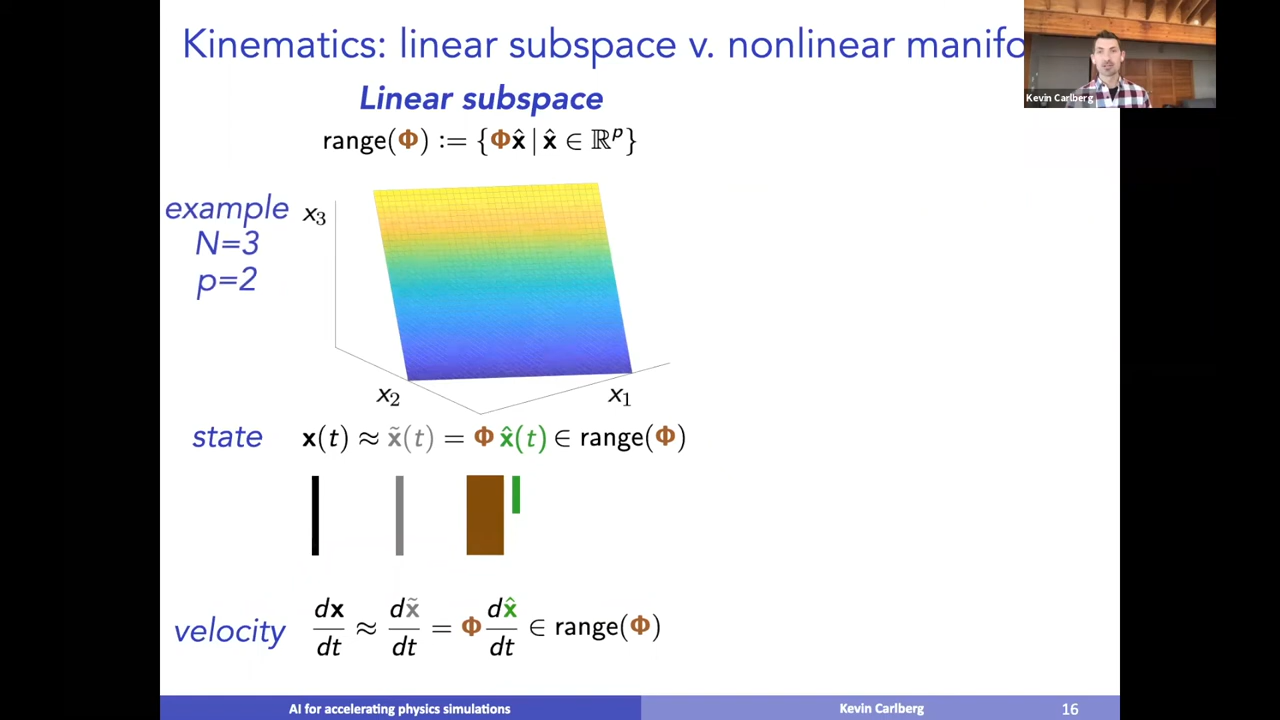 Kinematics: linear subspace v. nonlinear manifo
Kevin Carlberg
Linear subspace
range(Φ) := {Φx̂ | x̂ ∈ ℝᵖ}
example
N=3
p=2
x₃
x₂
x₁
state x(t) ≈ x̃(t) = Φ x̂(t) ∈ range(Φ)
velocity dx/dt ≈ dx̃/dt = Φ dx̂/dt ∈ range(Φ)
AI for accelerating physics simulations Kevin Carlberg 16